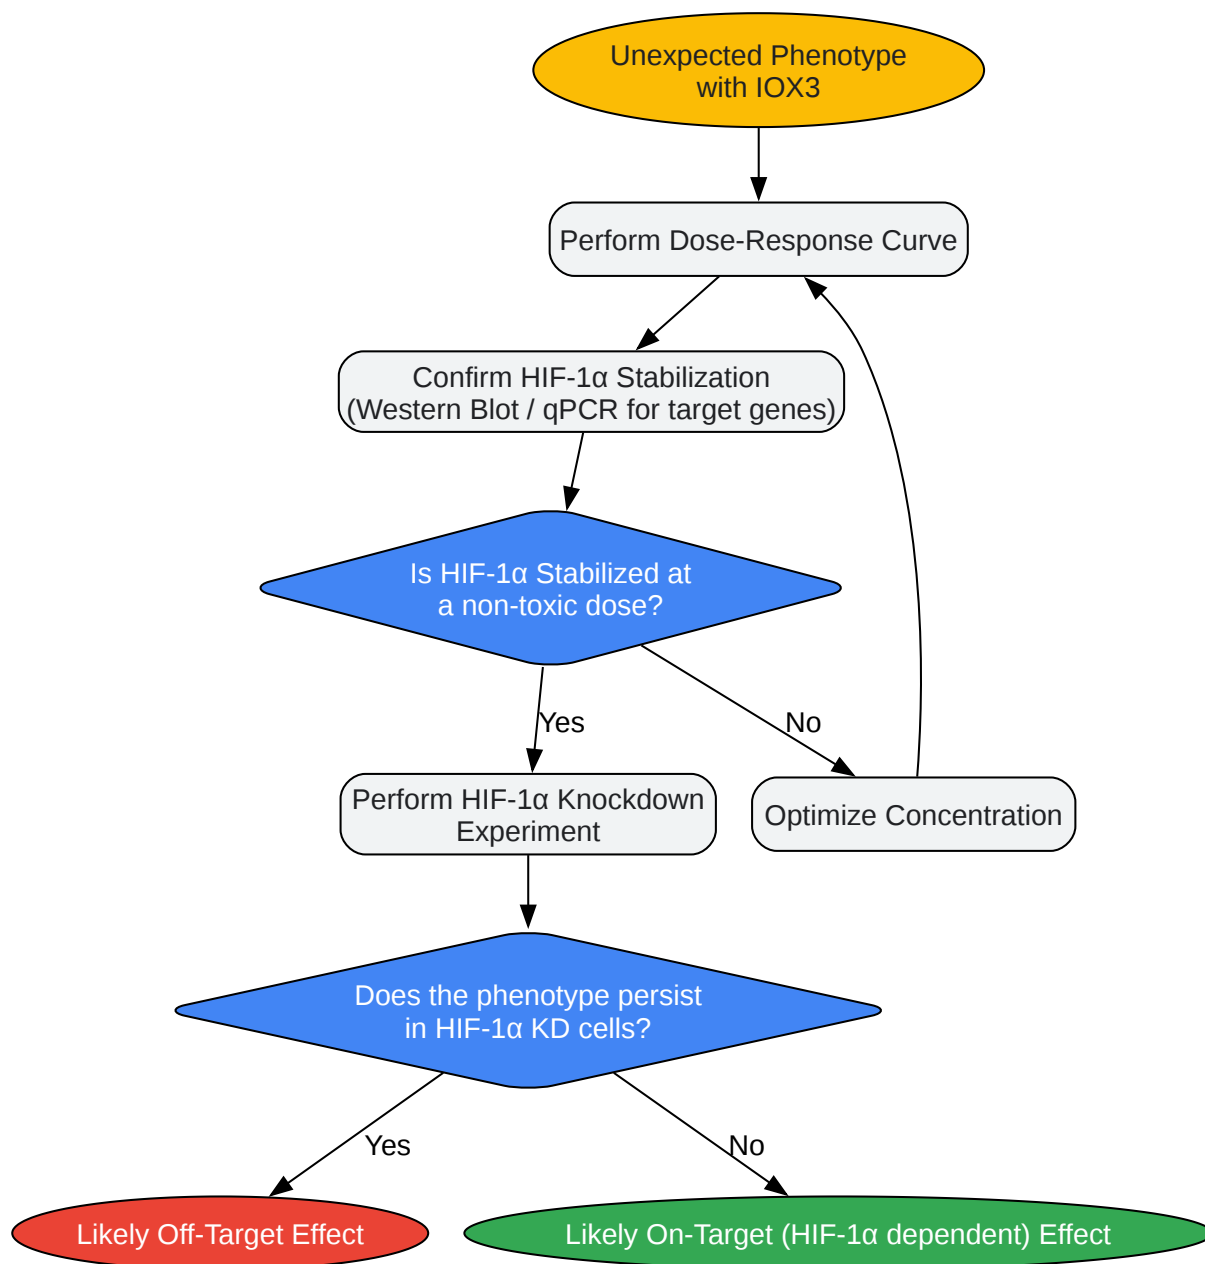 Unexpected Phenotype
with IOX3
Perform Dose-Response Curve
Confirm HIF-1α Stabilization
(Western Blot / qPCR for target genes)
Is HIF-1α Stabilized at
a non-toxic dose?
Yes
No
Perform HIF-1α Knockdown
Experiment
Optimize Concentration
Does the phenotype persist
in HIF-1α KD cells?
Yes
No
Likely Off-Target Effect
Likely On-Target (HIF-1α dependent) Effect